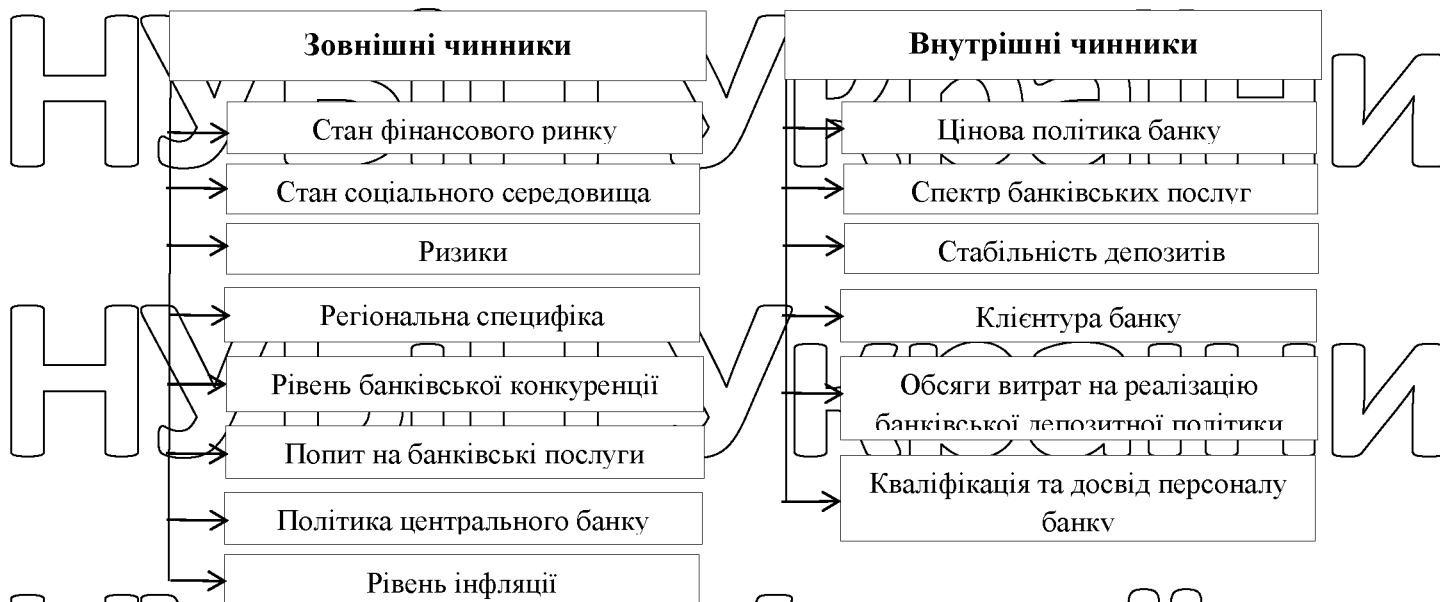 Зовнішні чинники
Стан фінансового ринку
Стан соціального середовища
Ризики
Регіональна специфіка
Рівень банківської конкуренції
Попит на банківські послуги
Політика центрального банку
Рівень інфляції
Внутрішні чинники
Цінова політика банку
Спектр банківських послуг
Стабільність депозитів
Клієнтура банку
Обсяги витрат на реалізацію
банківської депозитної політики
Кваліфікація та досвід персоналу
банку